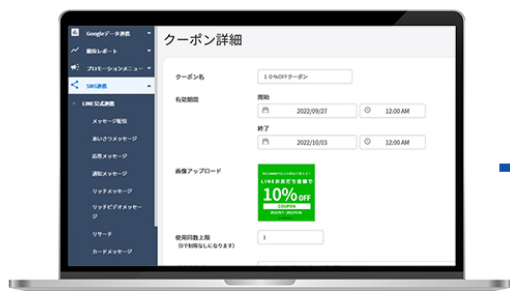 Googleデータ連携
クーポン詳細
配信レポート
プロモーションメニュー
SNS連携
LINE公式連携
メッセージ配信
あいさつメッセージ
応答メッセージ
通知メッセージ
リッチメッセージ
リッチビデオメッセー
ジ
リサーチ
カードメッセージ
クーポン名
１０%OFFクーポン
有効期間
開始
2022/09/27
12:00 AM
終了
2022/10/03
12:00 AM
画像アップロード
LINEお友だち登録で
10% OFF
COUPON
使用回数上限
(0で制限なしになります)